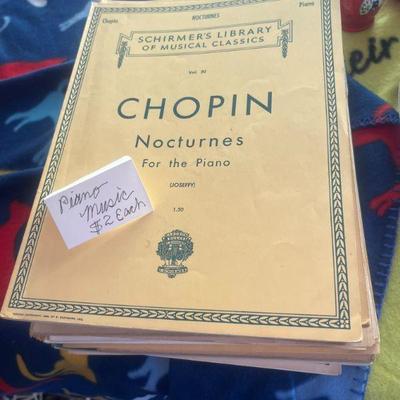 Chopin NOCTURNES Piano
SCHIRMER'S LIBRARY
OF MUSICAL CLASSICS
Vol. 30
CHOPIN
Nocturnes
For the Piano
(JOSEFFY)
1.50
Piano
Music
$2 Each
eir